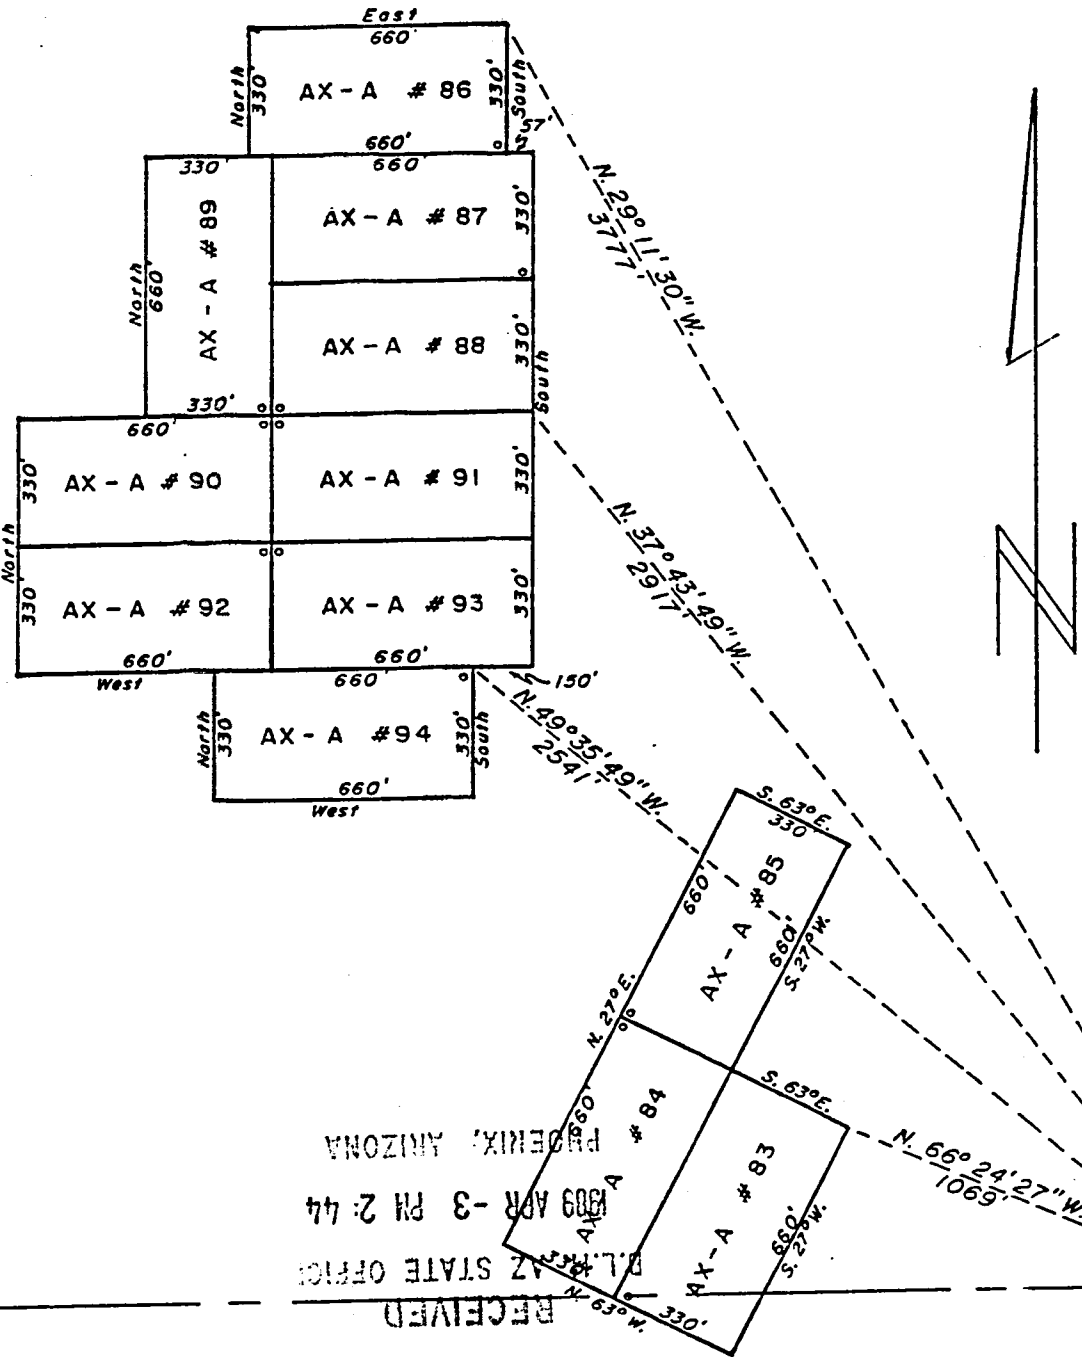 East
660'
North
330'
AX - A # 86
330'
South
57'
660'
330'
660'
AX - A # 89
North
660'
AX - A # 87
330'
AX - A # 88
330'
South
330'
660'
North
330'
AX - A # 90
AX - A # 91
330'
330'
AX - A # 92
AX - A # 93
330'
660'
West
660'
660'
150'
North
330'
AX - A # 94
330'
South
660'
West
N. 29° 11' 30" W.
3777'
N. 37° 43' 49" W.
2917'
N. 49° 35' 49" W.
2541'
S. 63° E.
330'
660'
AX - A # 85
660'
S. 27° W.
N. 27° E.
660'
AX - A # 84
S. 63° E.
N. 66° 24' 27" W.
1069'
AX - A # 83
660'
S. 27° W.
330'
N. 63° W.
330'
N
RECEIVED
B.L.M. AZ STATE OFFICE
1989 APR -3 PM 2:44
PHOENIX, ARIZONA